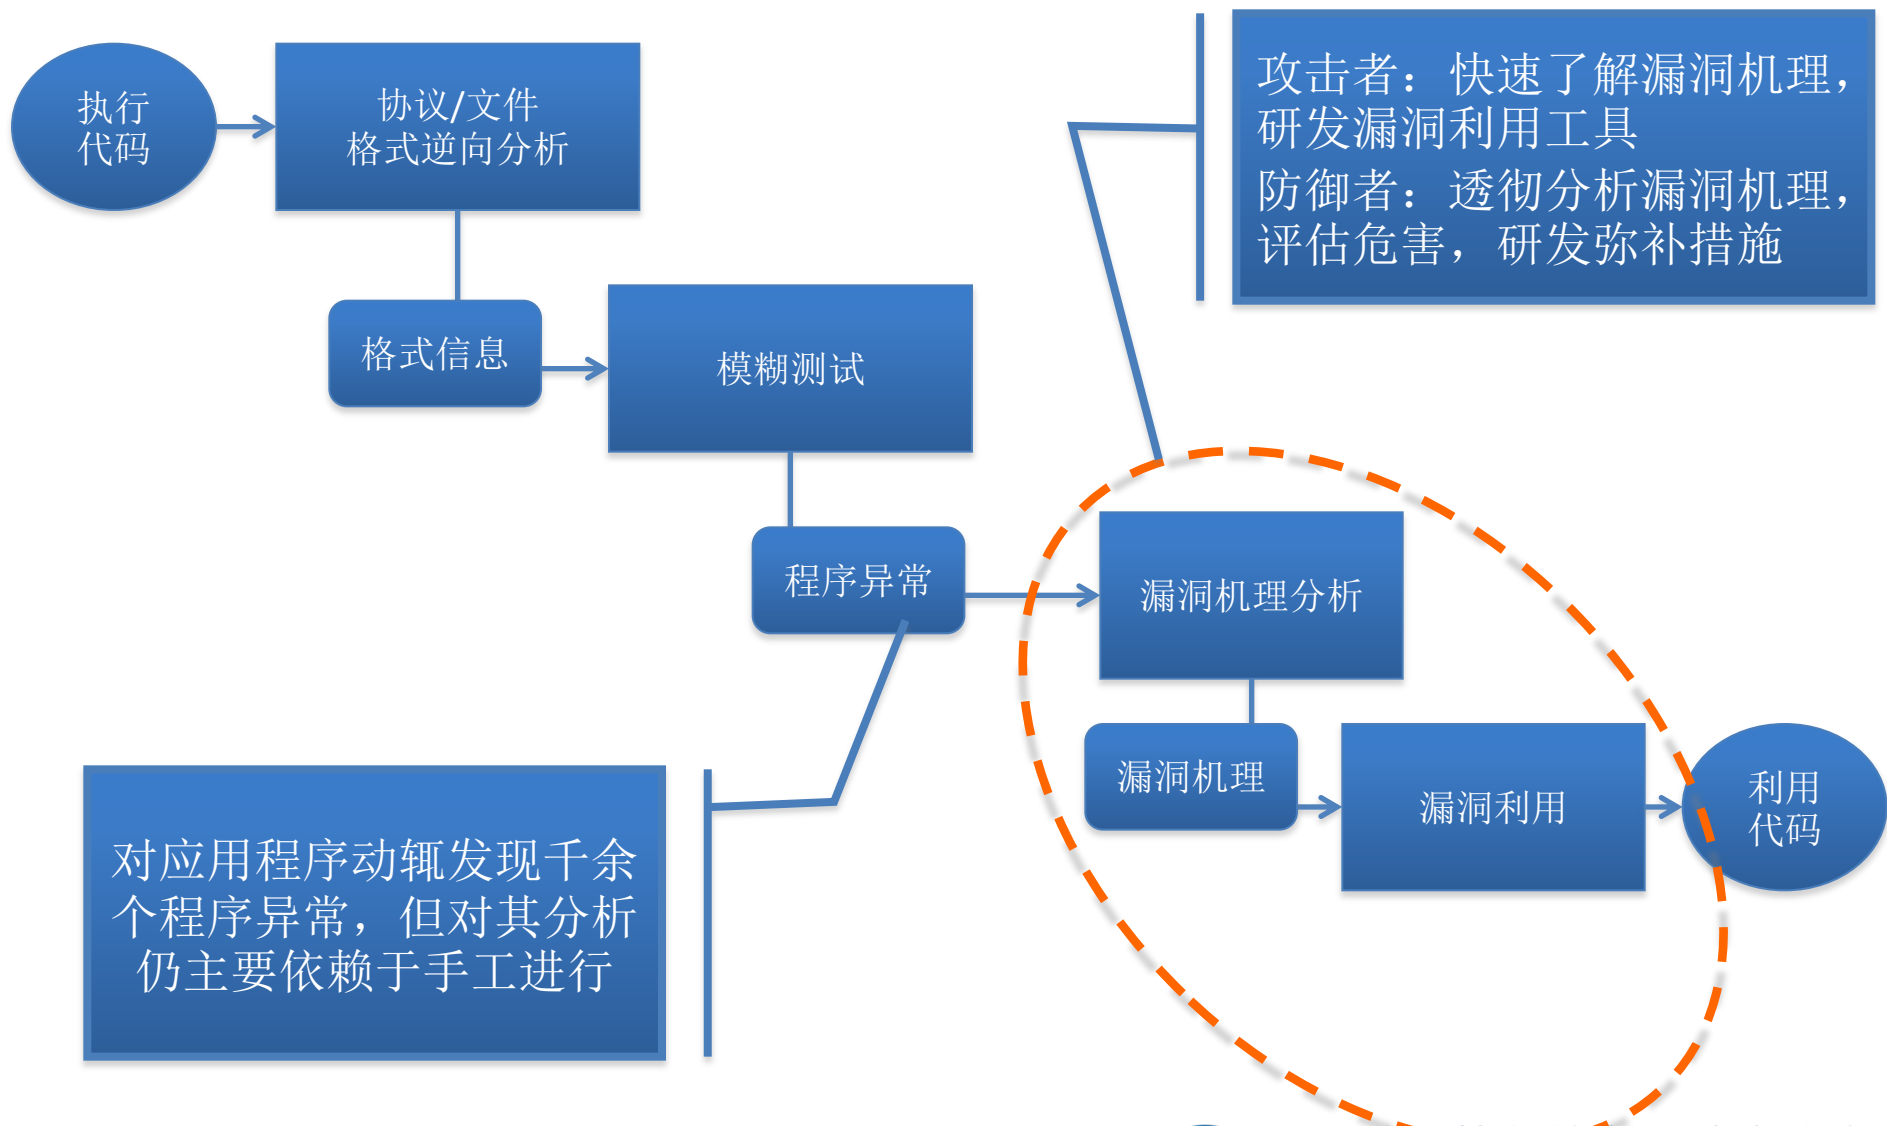 执行
代码
协议/文件
格式逆向分析
攻击者：快速了解漏洞机理，
研发漏洞利用工具
防御者：透彻分析漏洞机理，
评估危害，研发弥补措施
格式信息
模糊测试
程序异常
漏洞机理分析
漏洞机理
漏洞利用
利用
代码
对应用程序动辄发现千余
个程序异常，但对其分析
仍主要依赖于手工进行